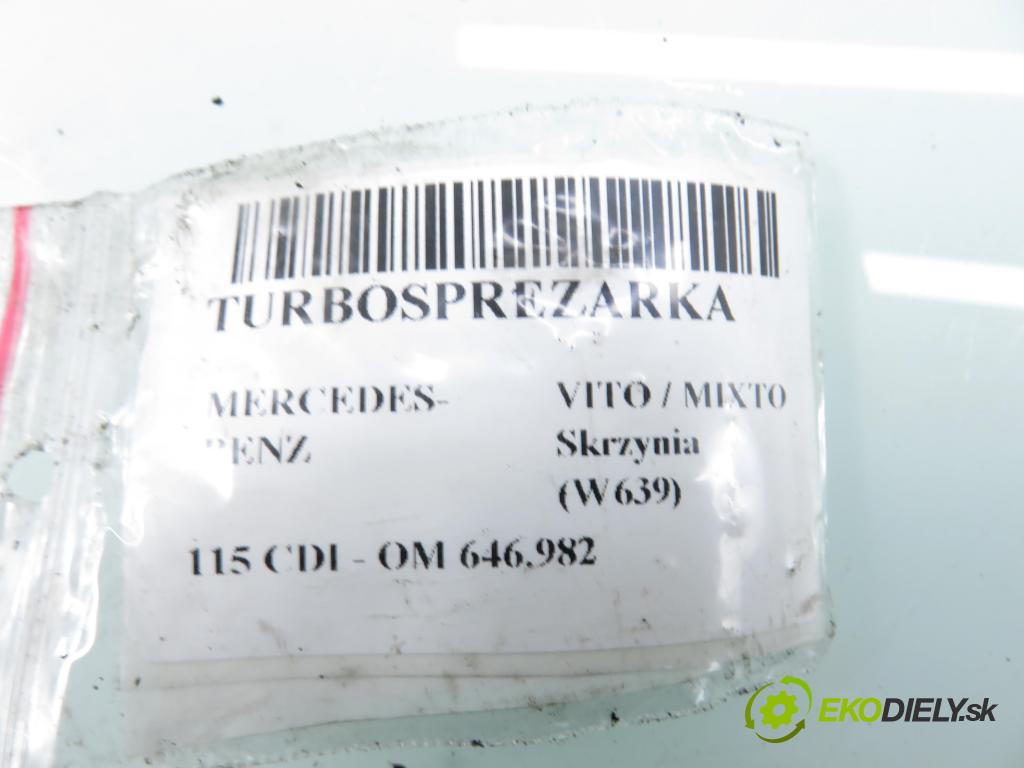 TURBOSPREZARKA
MERCEDES-
BENZ
VITO / MIXTO
Skrzynia
(W639)
115 CDI - OM 646.982
EKODIELY.sk